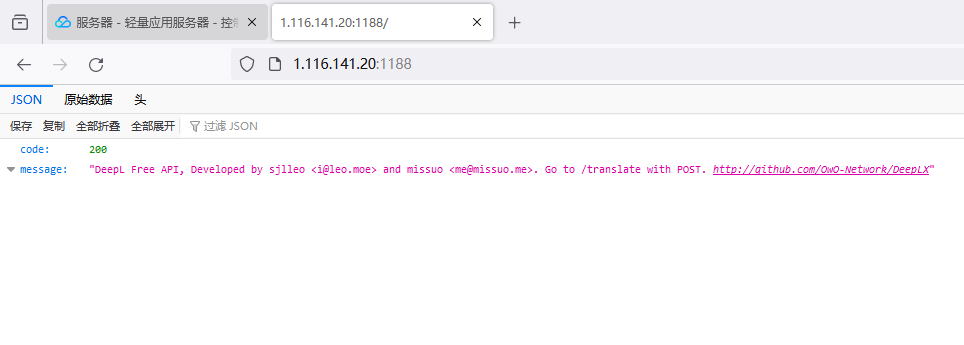 服务器 - 轻量应用服务器 - 控
1.116.141.20:1188/
1.116.141.20:1188
JSON 原始数据 头
保存 复制 全部折叠 全部展开 过滤 JSON
code: 200
message: "DeepL Free API, Developed by sjlleo <i@leo.moe> and missuo <me@missuo.me>. Go to /translate with POST. http://github.com/OwO-Network/DeepLX"